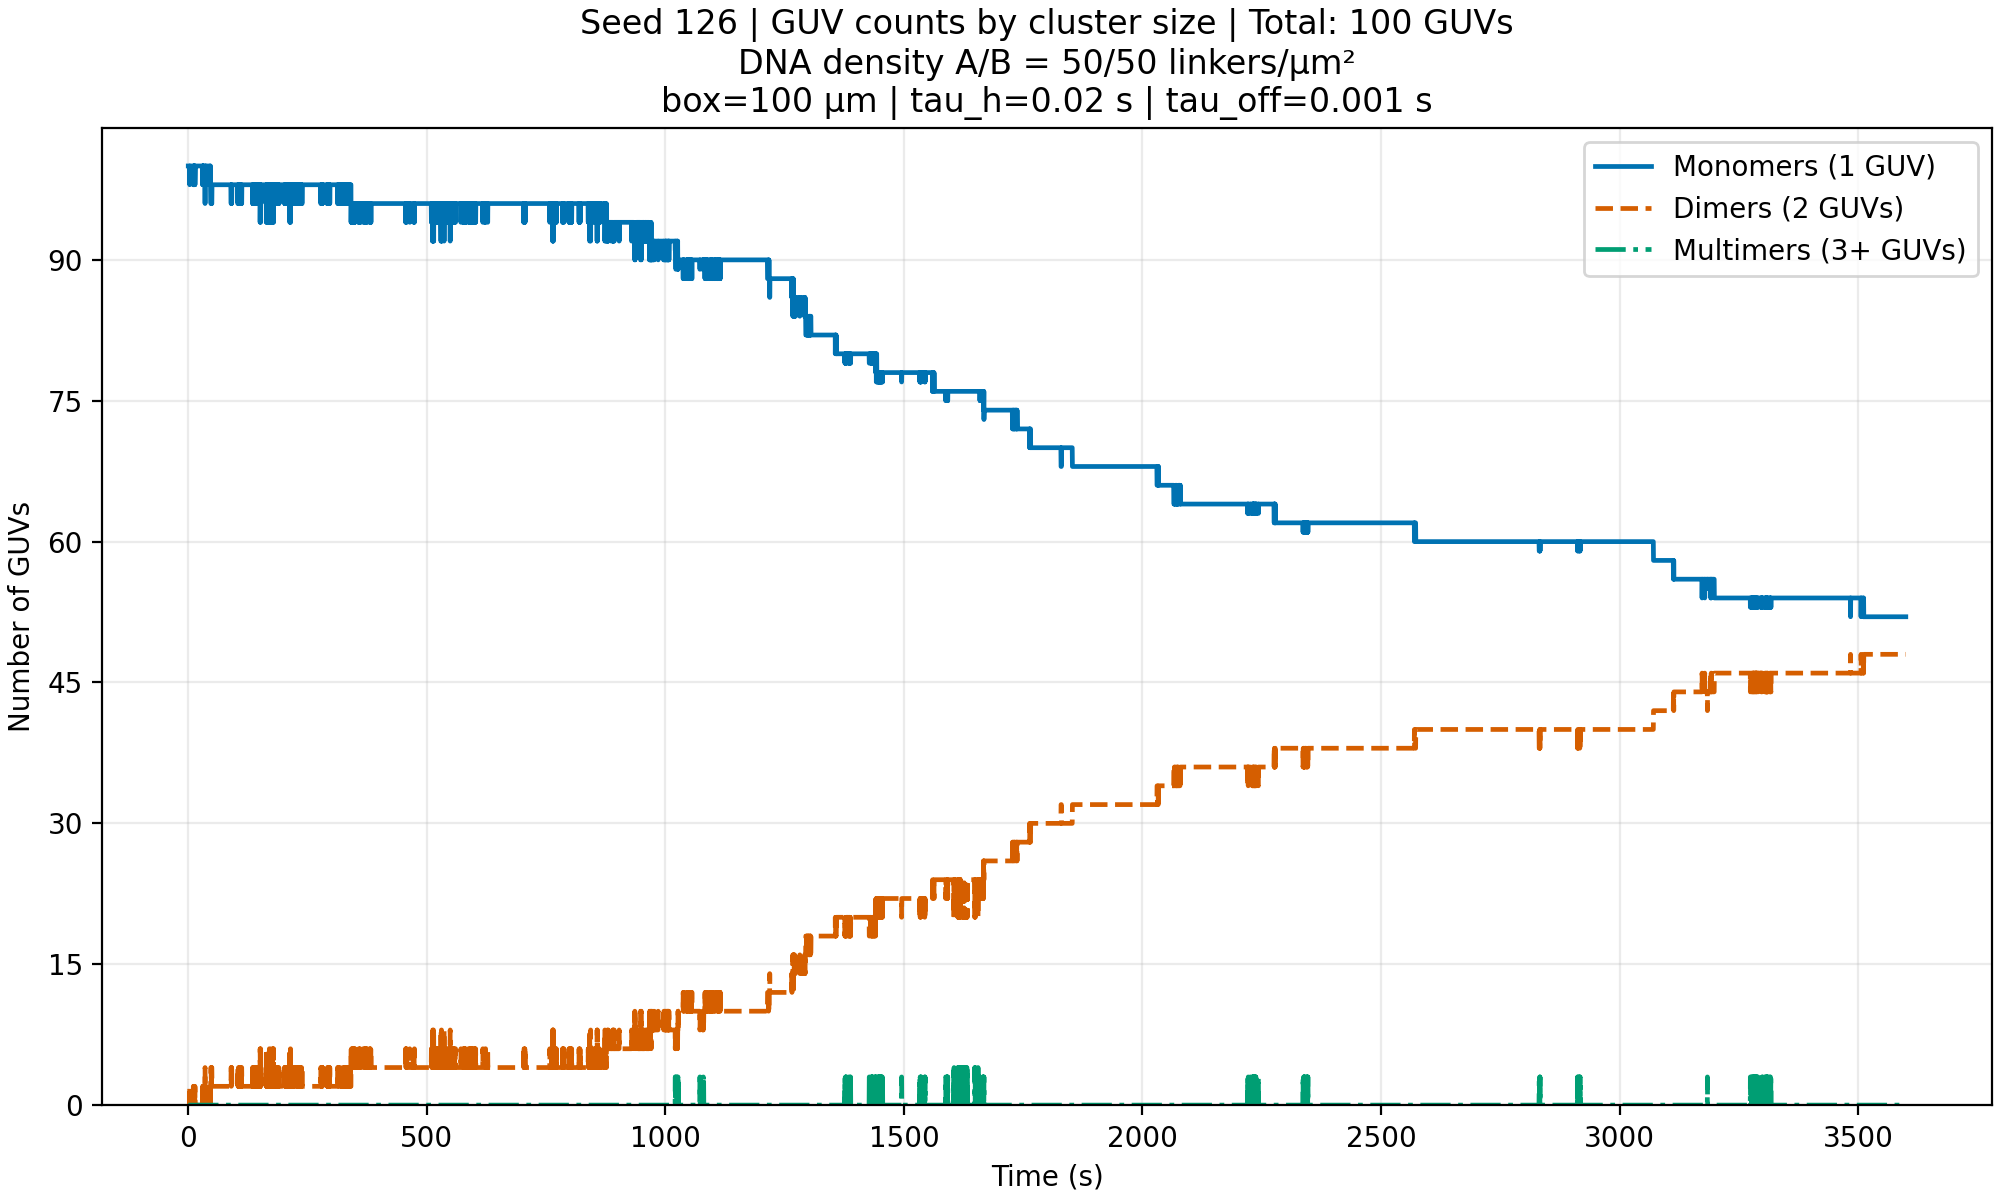 Seed 126 | GUV counts by cluster size | Total: 100 GUVs
DNA density A/B = 50/50 linkers/µm²
box=100 µm | tau_h=0.02 s | tau_off=0.001 s
Monomers (1 GUV)
Dimers (2 GUVs)
Multimers (3+ GUVs)
Number of GUVs
90
75
60
45
30
15
0
0 500 1000 1500 2000 2500 3000 3500
Time (s)